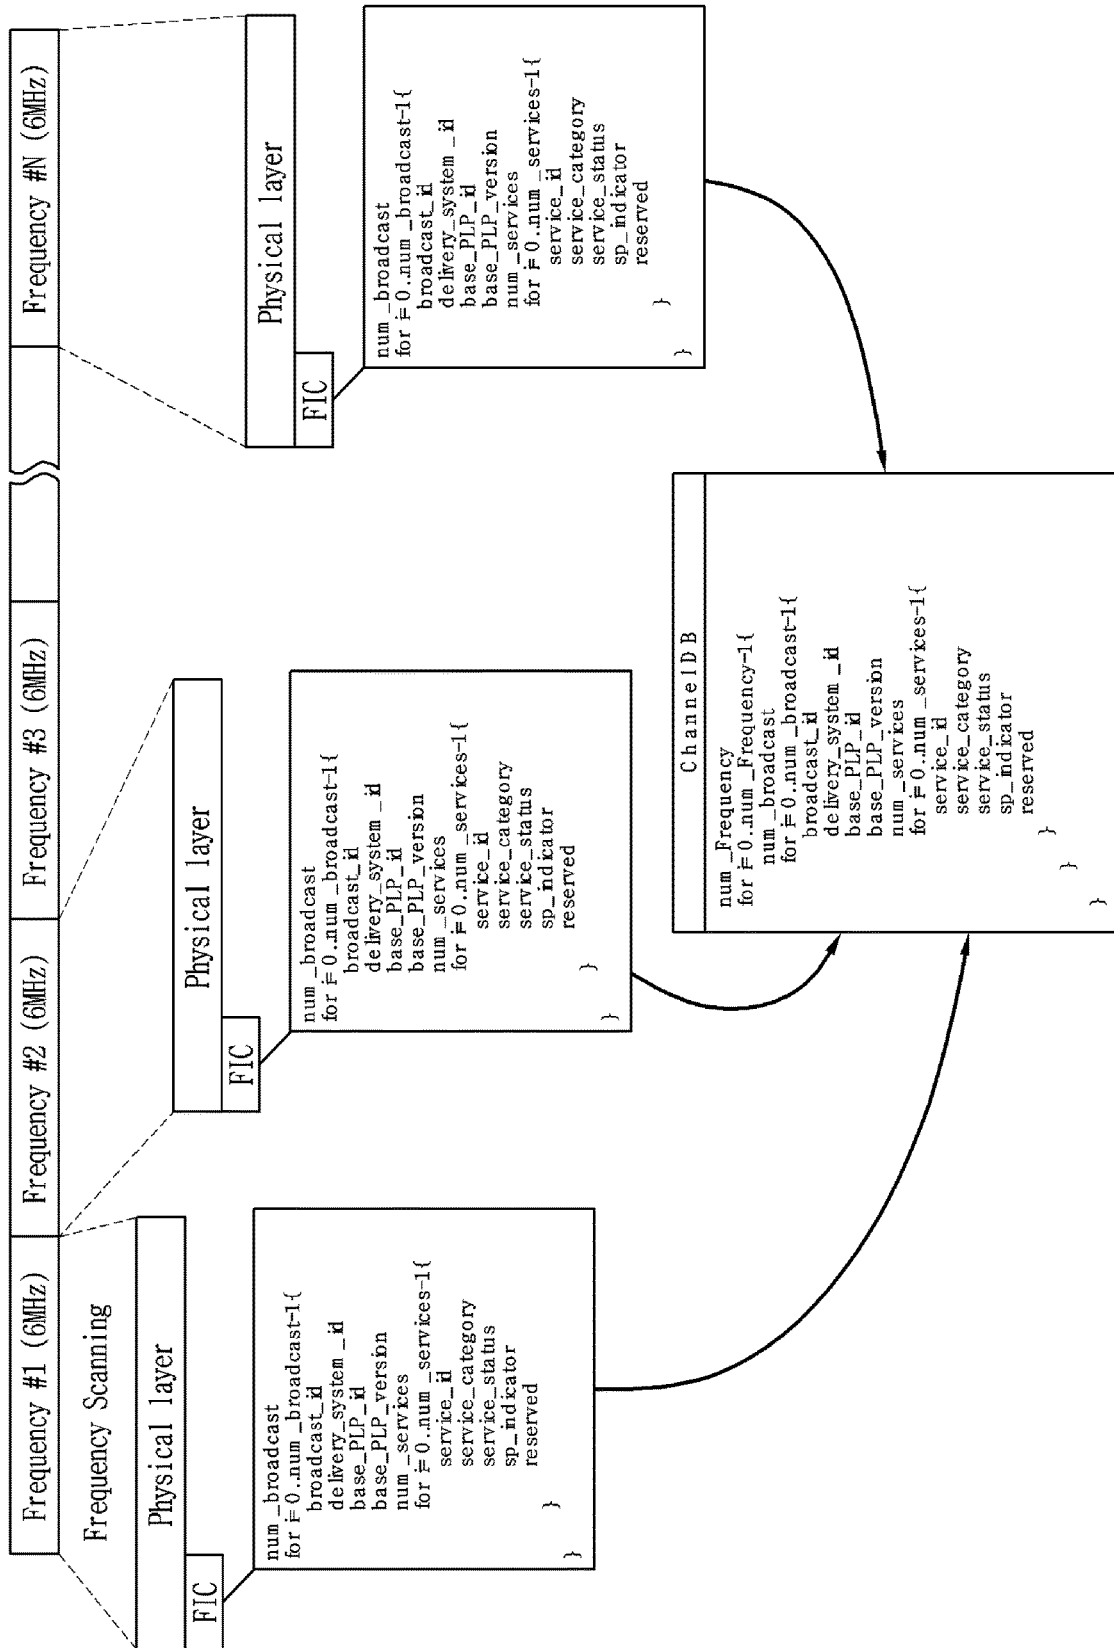 Frequency #1 (6MHz)
Frequency #2 (6MHz)
Frequency #3 (6MHz)
Frequency #N (6MHz)
Frequency Scanning
Physical layer
FIC
num_broadcast
for i=0..num_broadcast-1{
broadcast_id
delivery_system_id
base_PLP_id
base_PLP_version
num_services
for i=0..num_services-1{
service_id
service_category
service_status
sp_indicator
reserved
}
}
Physical layer
FIC
num_broadcast
for i=0..num_broadcast-1{
broadcast_id
delivery_system_id
base_PLP_id
base_PLP_version
num_services
for i=0..num_services-1{
service_id
service_category
service_status
sp_indicator
reserved
}
}
Physical layer
FIC
num_broadcast
for i=0..num_broadcast-1{
broadcast_id
delivery_system_id
base_PLP_id
base_PLP_version
num_services
for i=0..num_services-1{
service_id
service_category
service_status
sp_indicator
reserved
}
}
ChannelDB
num_Frequency
for i=0..num_Frequency-1{
num_broadcast
for i=0..num_broadcast-1{
broadcast_id
delivery_system_id
base_PLP_id
base_PLP_version
num_services
for i=0..num_services-1{
service_id
service_category
service_status
sp_indicator
reserved
}
}
}